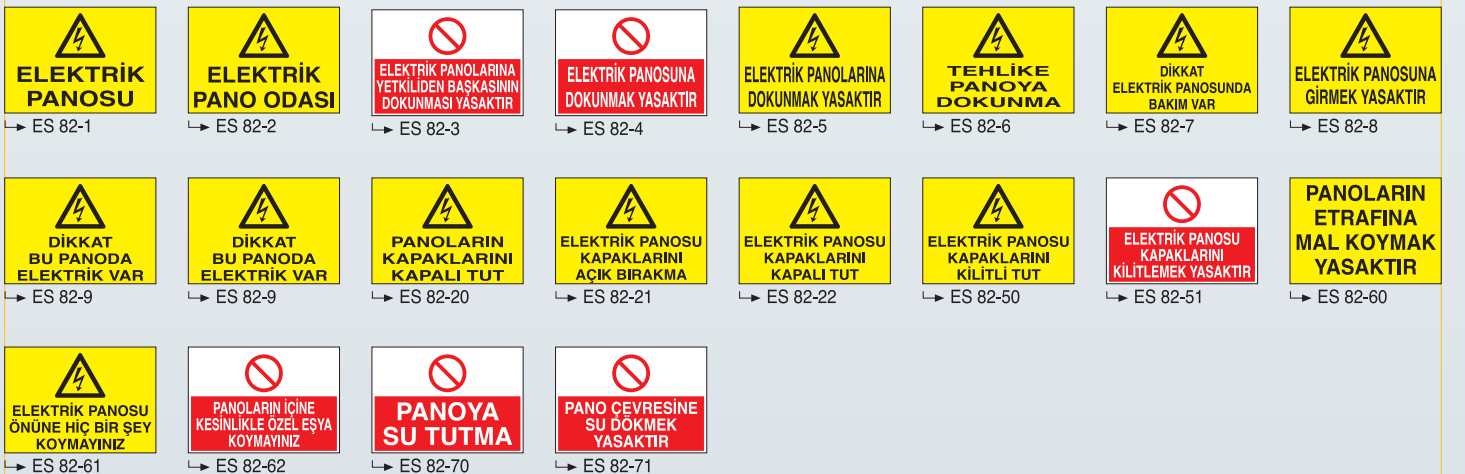 ELEKTRİK
PANOSU
ES 82-1
ELEKTRİK
PANO ODASI
ES 82-2
ELEKTRİK PANOLARINA
YETKİLİDEN BAŞKASININ
DOKUNMASI YASAKTIR
ES 82-3
ELEKTRİK PANOSUNA
DOKUNMAK YASAKTIR
ES 82-4
ELEKTRİK PANOLARINA
DOKUNMAK YASAKTIR
ES 82-5
TEHLİKE
PANOYA
DOKUNMA
ES 82-6
DİKKAT
ELEKTRİK PANOSUNDA
BAKIM VAR
ES 82-7
ELEKTRİK PANOSUNA
GİRMEK YASAKTIR
ES 82-8
DİKKAT
BU PANODA
ELEKTRİK VAR
ES 82-9
DİKKAT
BU PANODA
ELEKTRİK VAR
ES 82-9
PANOLARIN
KAPAKLARINI
KAPALI TUT
ES 82-20
ELEKTRİK PANOSU
KAPAKLARINI
AÇIK BIRAKMA
ES 82-21
ELEKTRİK PANOSU
KAPAKLARINI
KAPALI TUT
ES 82-22
ELEKTRİK PANOSU
KAPAKLARINI
KİLİTLİ TUT
ES 82-50
ELEKTRİK PANOSU
KAPAKLARINI
KİLİTLEMEK YASAKTIR
ES 82-51
PANOLARIN
ETRAFINA
MAL KOYMAK
YASAKTIR
ES 82-60
ELEKTRİK PANOSU
ÖNÜNE HİÇ BİR ŞEY
KOYMAYINIZ
ES 82-61
PANOLARIN İÇİNE
KESİNLİKLE ÖZEL EŞYA
KOYMAYINIZ
ES 82-62
PANOYA
SU TUTMA
ES 82-70
PANO ÇEVRESİNE
SU DÖKMEK
YASAKTIR
ES 82-71